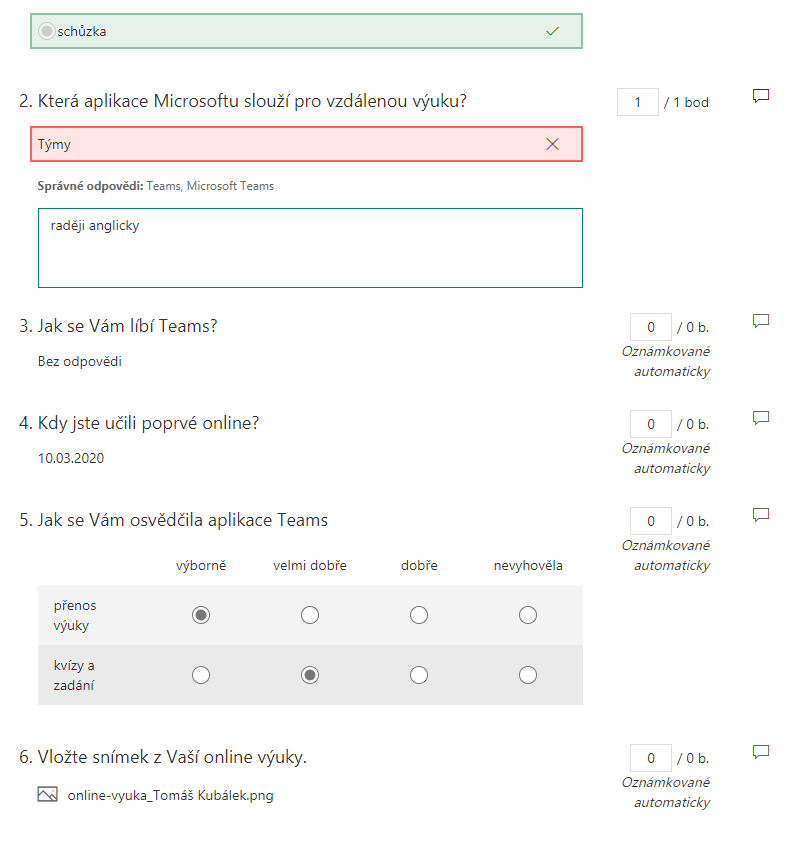 schůzka
2. Která aplikace Microsoftu slouží pro vzdálenou výuku?
1 / 1 bod
Týmy
Správné odpovědi: Teams, Microsoft Teams
raději anglicky
3. Jak se Vám líbí Teams?
0 / 0 b.
Oznámkované
automaticky
Bez odpovědi
4. Kdy jste učili poprvé online?
0 / 0 b.
Oznámkované
automaticky
10.03.2020
5. Jak se Vám osvědčila aplikace Teams
0 / 0 b.
Oznámkované
automaticky
výborně velmi dobře dobře nevyhověla
přenos
výuky
kvízy a
zadání
6. Vložte snímek z Vaší online výuky.
0 / 0 b.
Oznámkované
automaticky
online-vyuka_Tomáš Kubálek.png